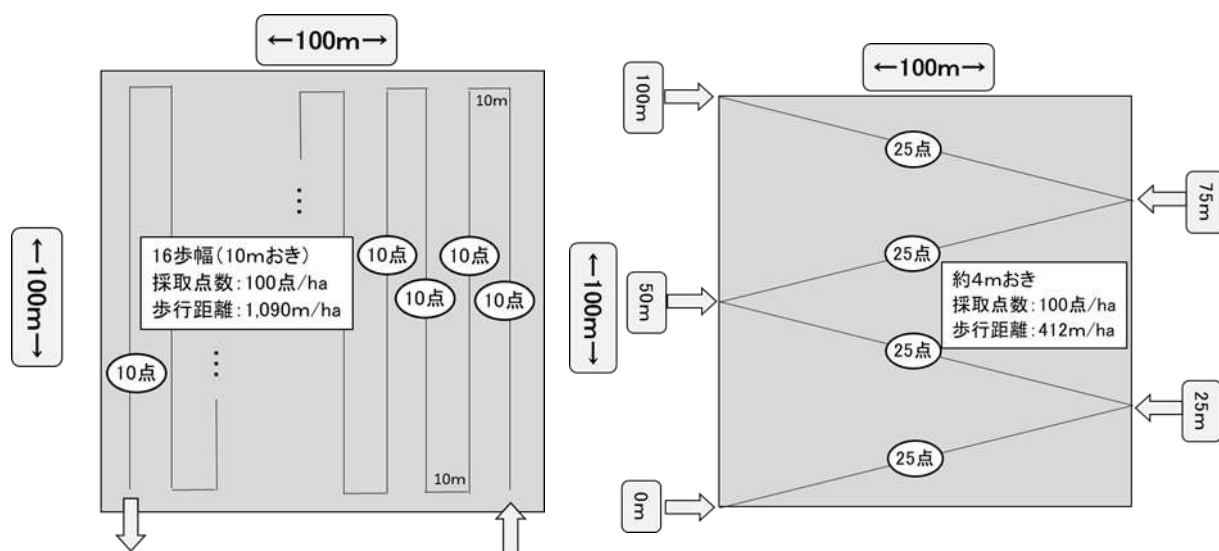 ←100m→
←100m→
10m
16歩幅(10mおき)
採取点数:100点/ha
歩行距離:1,090m/ha
10点
10点
10点
10点
10点
10m
←100m→
←100m→
100m
75m
50m
25m
0m
25点
25点
25点
25点
約4mおき
採取点数:100点/ha
歩行距離:412m/ha